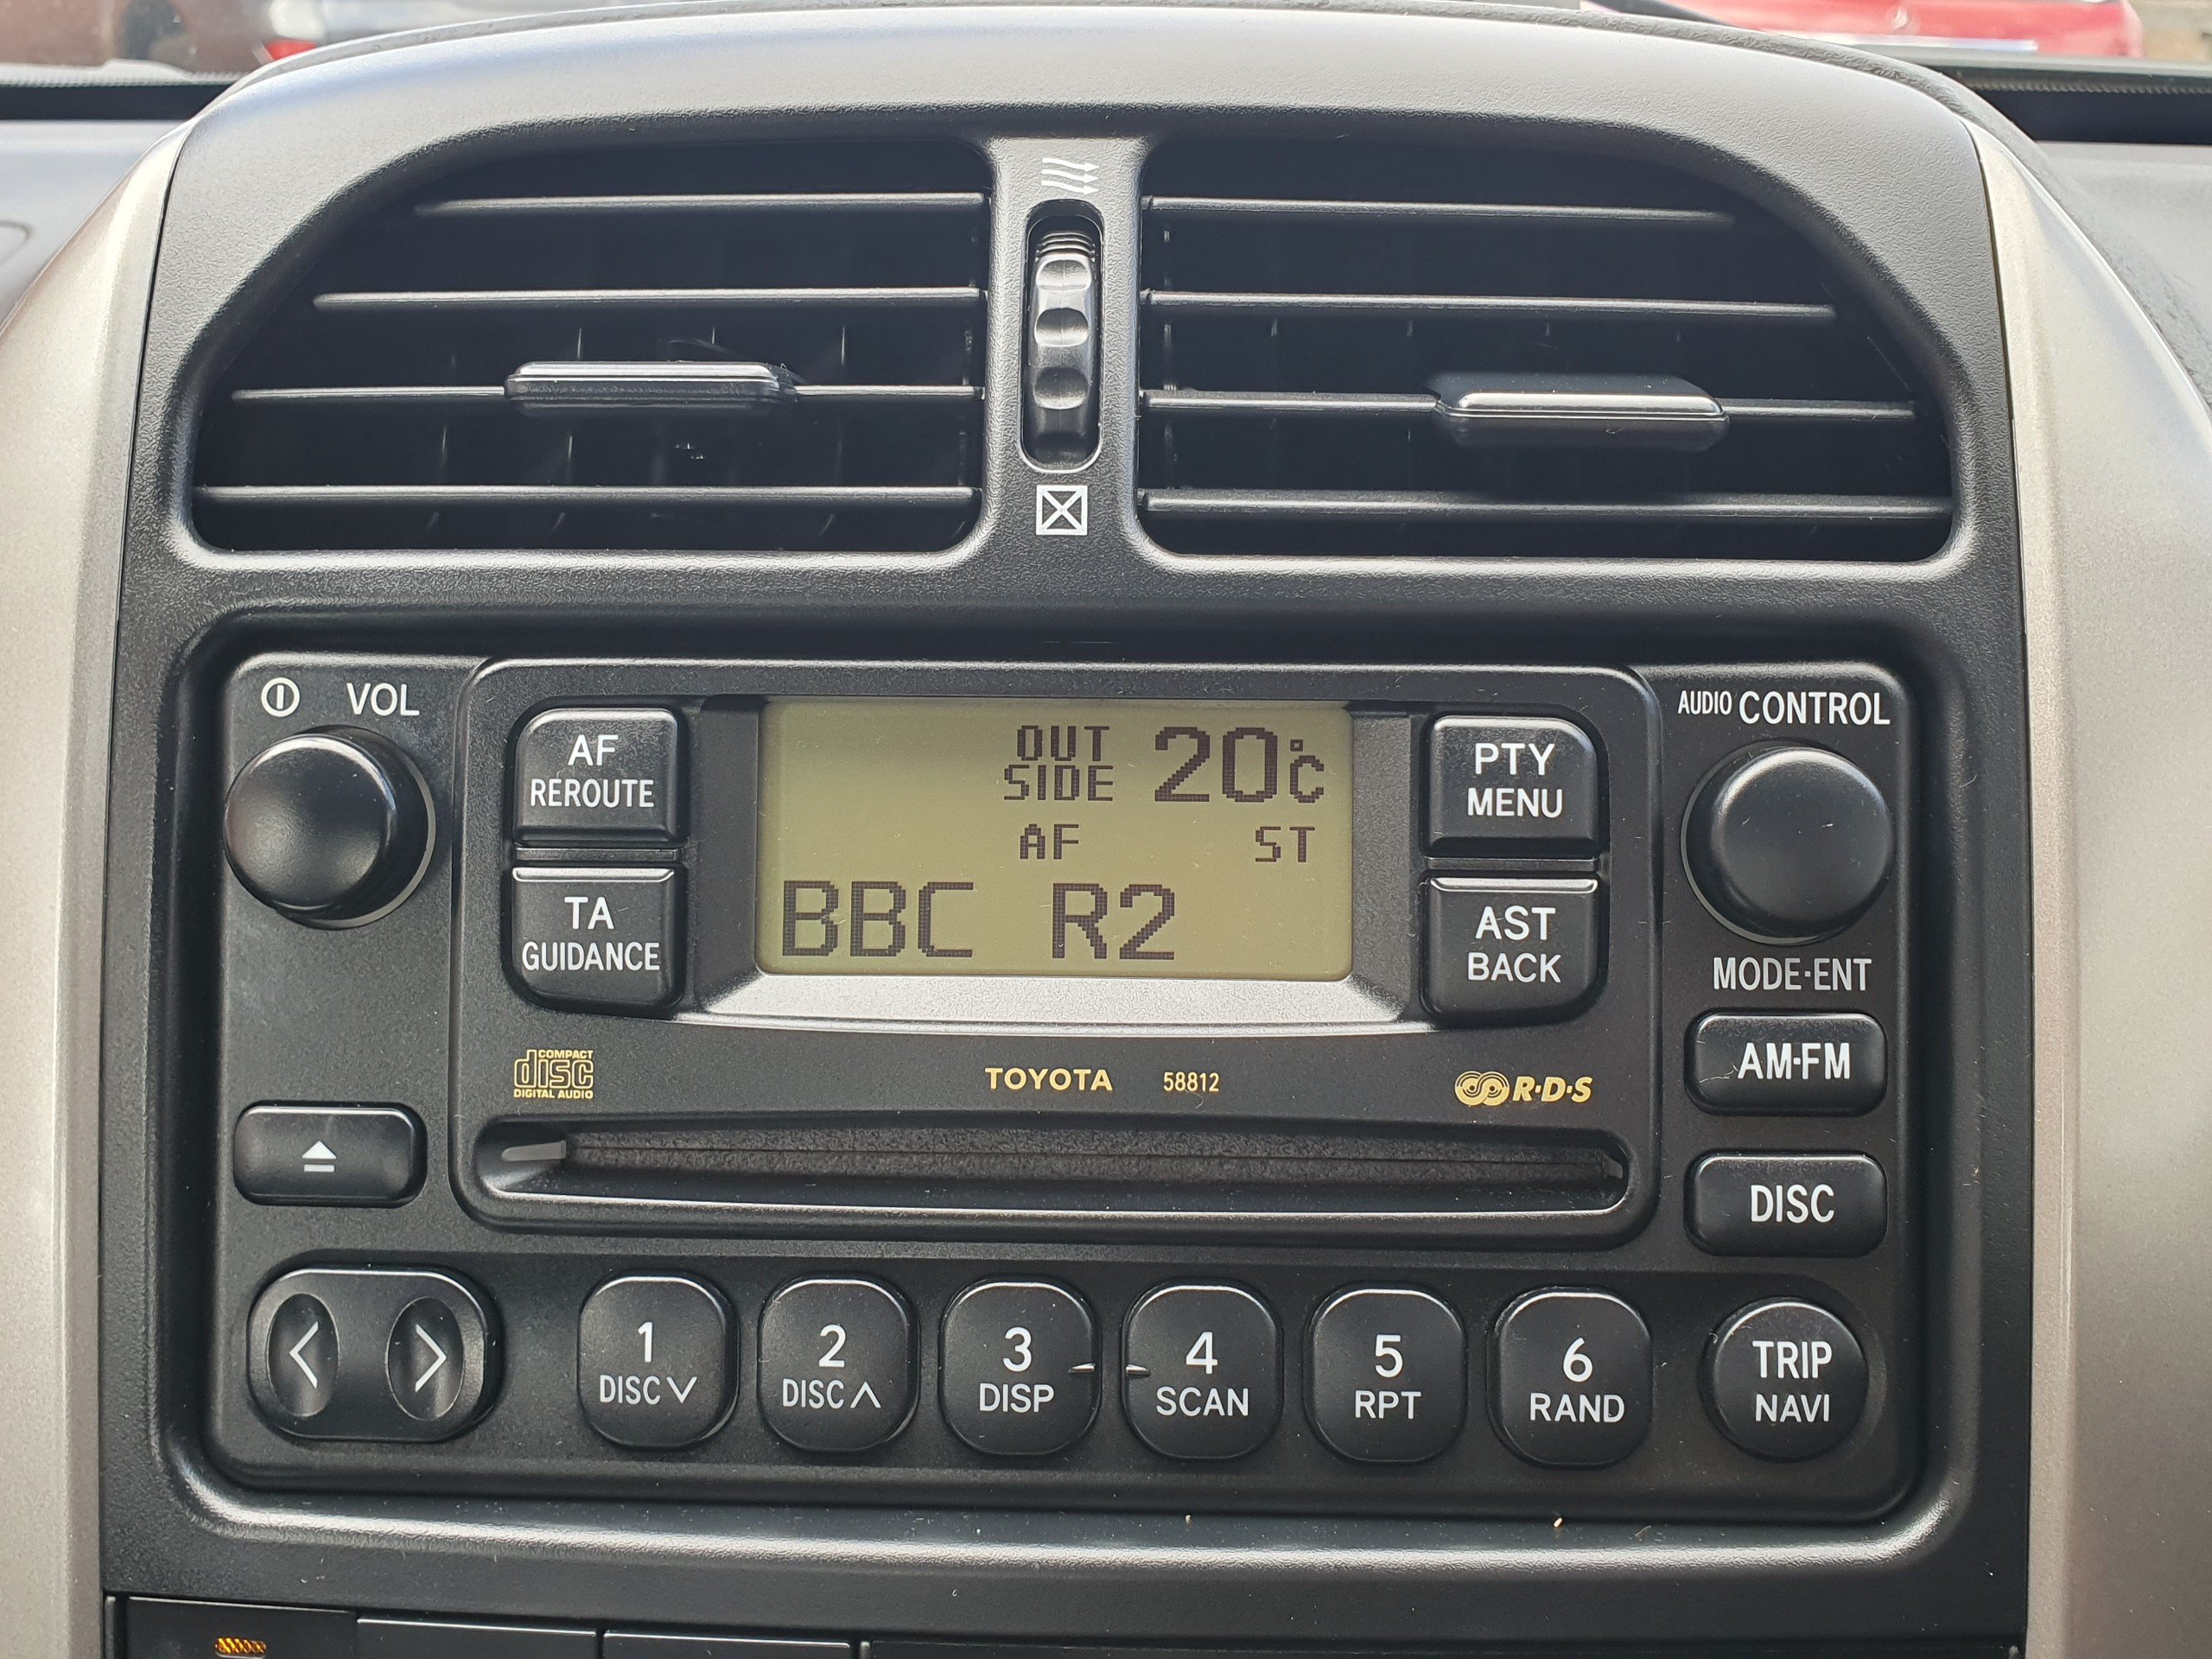 VOL
AUDIO CONTROL
AF
REROUTE
OUT
SIDE 20°C
AF ST
BBC R2
PTY
MENU
TA
GUIDANCE
AST
BACK
MODE·ENT
COMPACT
disc
DIGITAL AUDIO
TOYOTA 58812
R·D·S
AM·FM
DISC
1
DISC
2
DISC
3
DISP
4
SCAN
5
RPT
6
RAND
TRIP
NAVI